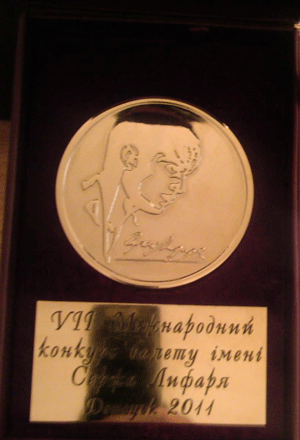 VII Міжнародний
конкурс балету імені
Сержа Лифаря
Донецьк 2011